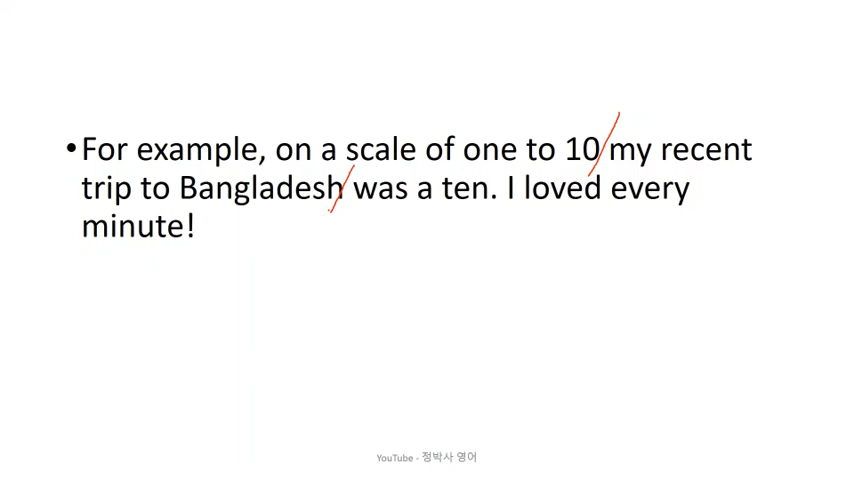 •For example, on a scale of one to 10 my recent
trip to Bangladesh was a ten. I loved every
minute!
YouTube - 정박사 영어